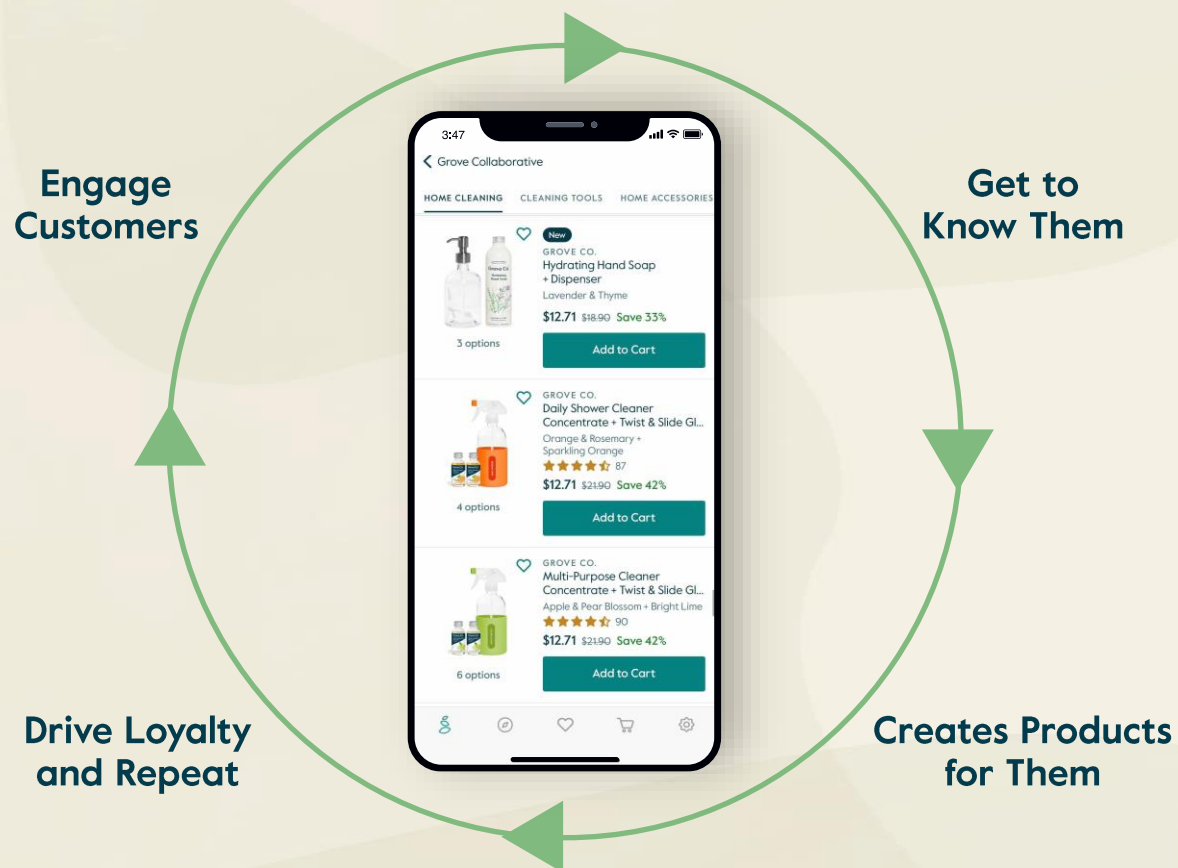 Engage
Customers
Get to
Know Them
Creates Products
for Them
Drive Loyalty
and Repeat
3:47
Grove Collaborative
HOME CLEANING CLEANING TOOLS HOME ACCESSORIES
New
GROVE CO.
Hydrating Hand Soap
+ Dispenser
Lavender & Thyme
$12.71 $18.90 Save 33%
3 options
Add to Cart
GROVE CO.
Daily Shower Cleaner
Concentrate + Twist & Slide Gl...
Orange & Rosemary +
Sparkling Orange
87
$12.71 $21.90 Save 42%
4 options
Add to Cart
GROVE CO.
Multi-Purpose Cleaner
Concentrate + Twist & Slide Gl...
Apple & Pear Blossom + Bright Lime
90
$12.71 $21.90 Save 42%
6 options
Add to Cart